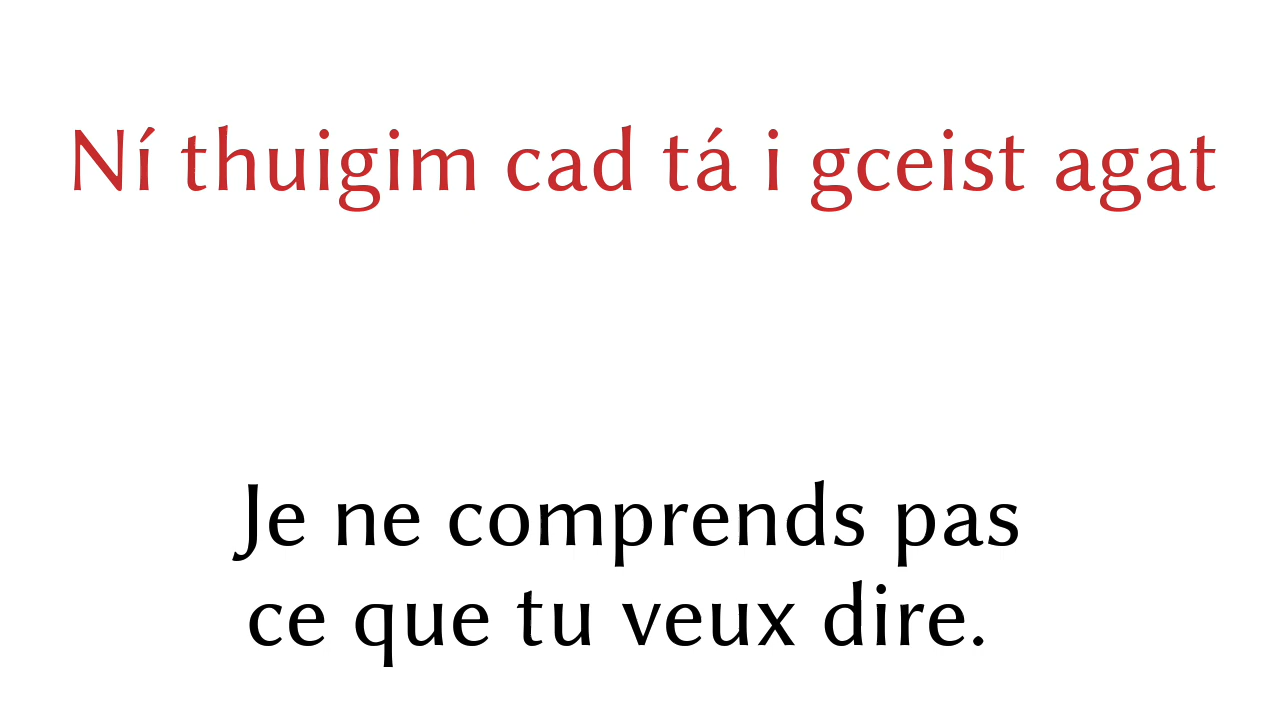 Ní thuigim cad tá i gceist agat
Je ne comprends pas
ce que tu veux dire.